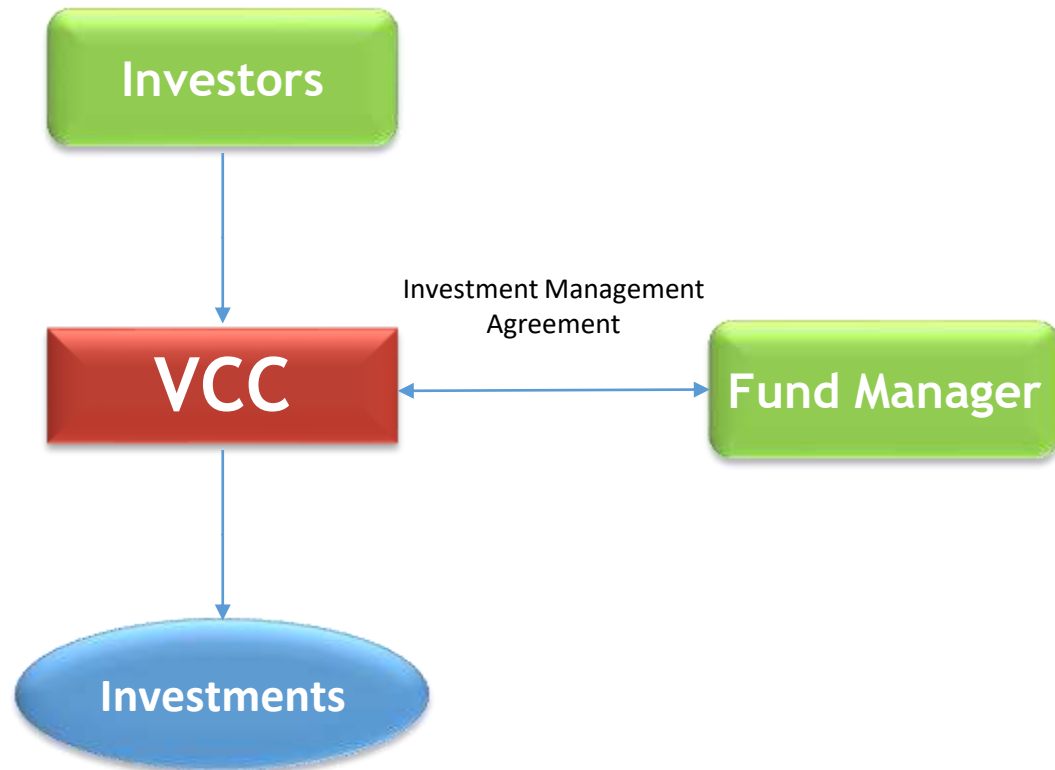 Investors
Investment Management
Agreement
VCC
Fund Manager
Investments